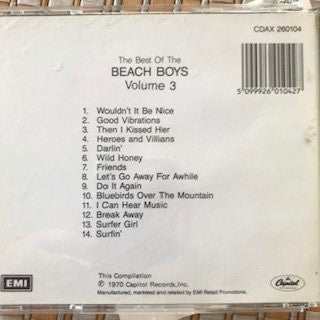 CDAX 260104
The Best Of The
BEACH BOYS
Volume 3
5 099926 010427
1. Wouldn't It Be Nice
2. Good Vibrations
3. Then I Kissed Her
4. Heroes and Villians
5. Darlin'
6. Wild Honey
7. Friends
8. Let's Go Away For Awhile
9. Do It Again
10. Bluebirds Over The Mountain
11. I Can Hear Music
12. Break Away
13. Surfer Girl
14. Surfin'
This Compilation
℗ 1970 Capitol Records, Inc.
Manufactured, marketed and retailed by EMI Retail Promotions.
EMI
Capitol